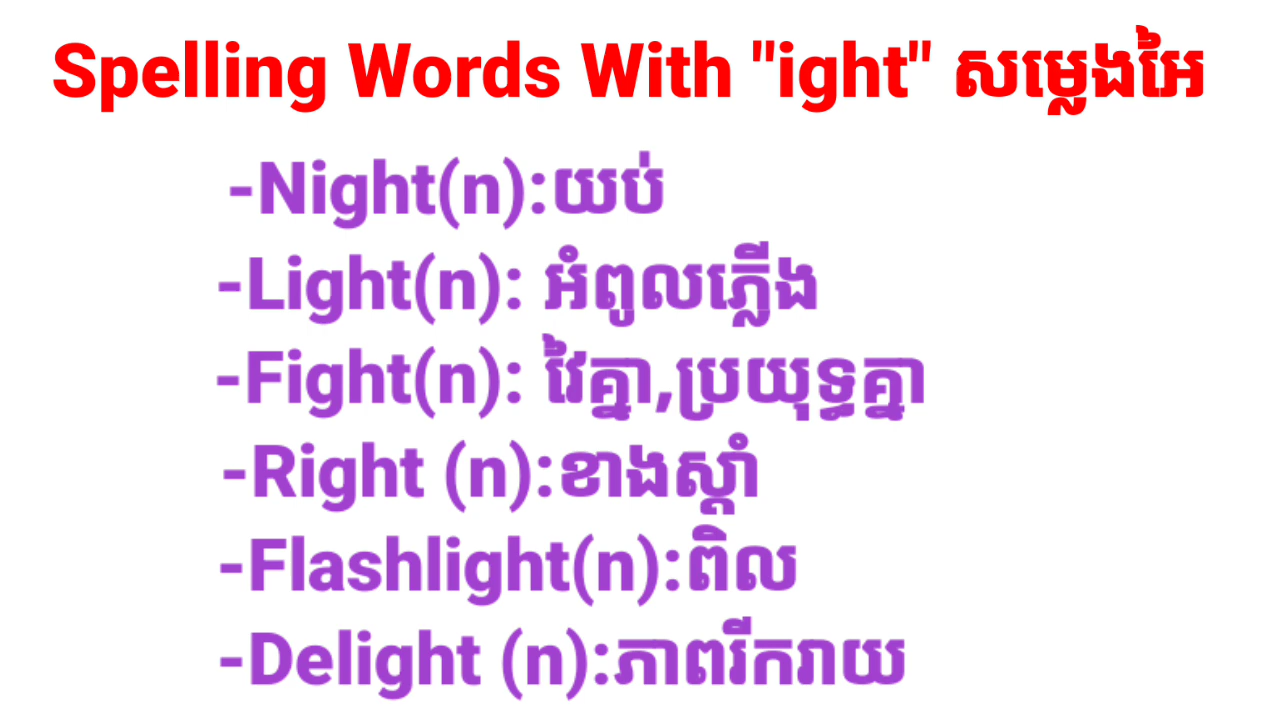 Spelling Words With "ight" សម្លេងអៃ
-Night(n):យប់
-Light(n): អំពូលភ្លើង
-Fight(n): វៃគ្នា,ប្រយុទ្ធគ្នា
-Right (n):ខាងស្តាំ
-Flashlight(n):ពិល
-Delight (n):ភាពរីករាយ